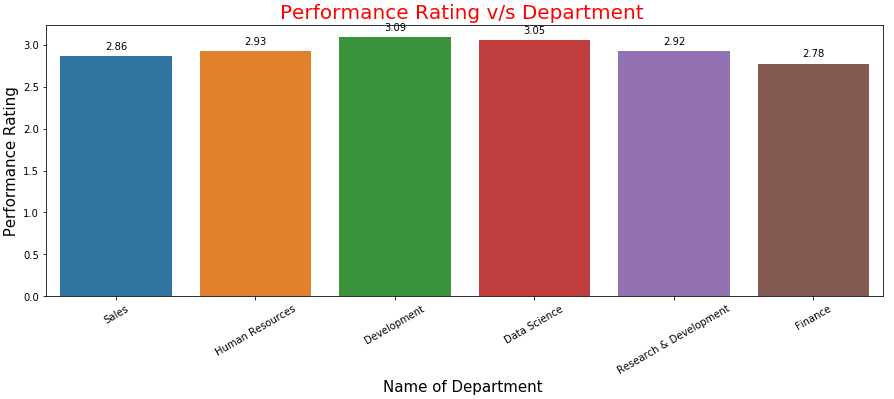 Performance Rating v/s Department
Performance Rating
3.0
2.5
2.0
1.5
1.0
0.5
0.0
2.86
2.93
3.09
3.05
2.92
2.78
Sales
Human Resources
Development
Data Science
Research & Development
Finance
Name of Department